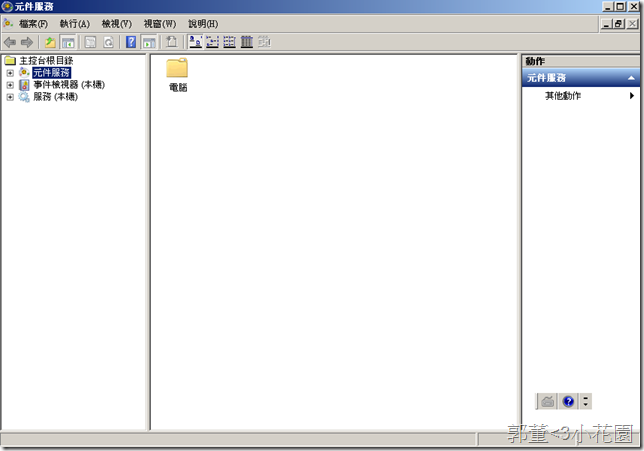 元件服務
檔案(F) 執行(A) 檢視(V) 視窗(W) 說明(H)
主控台根目錄
元件服務
事件檢視器 (本機)
服務 (本機)
電腦
動作
元件服務
其他動作
郭董<3小花園